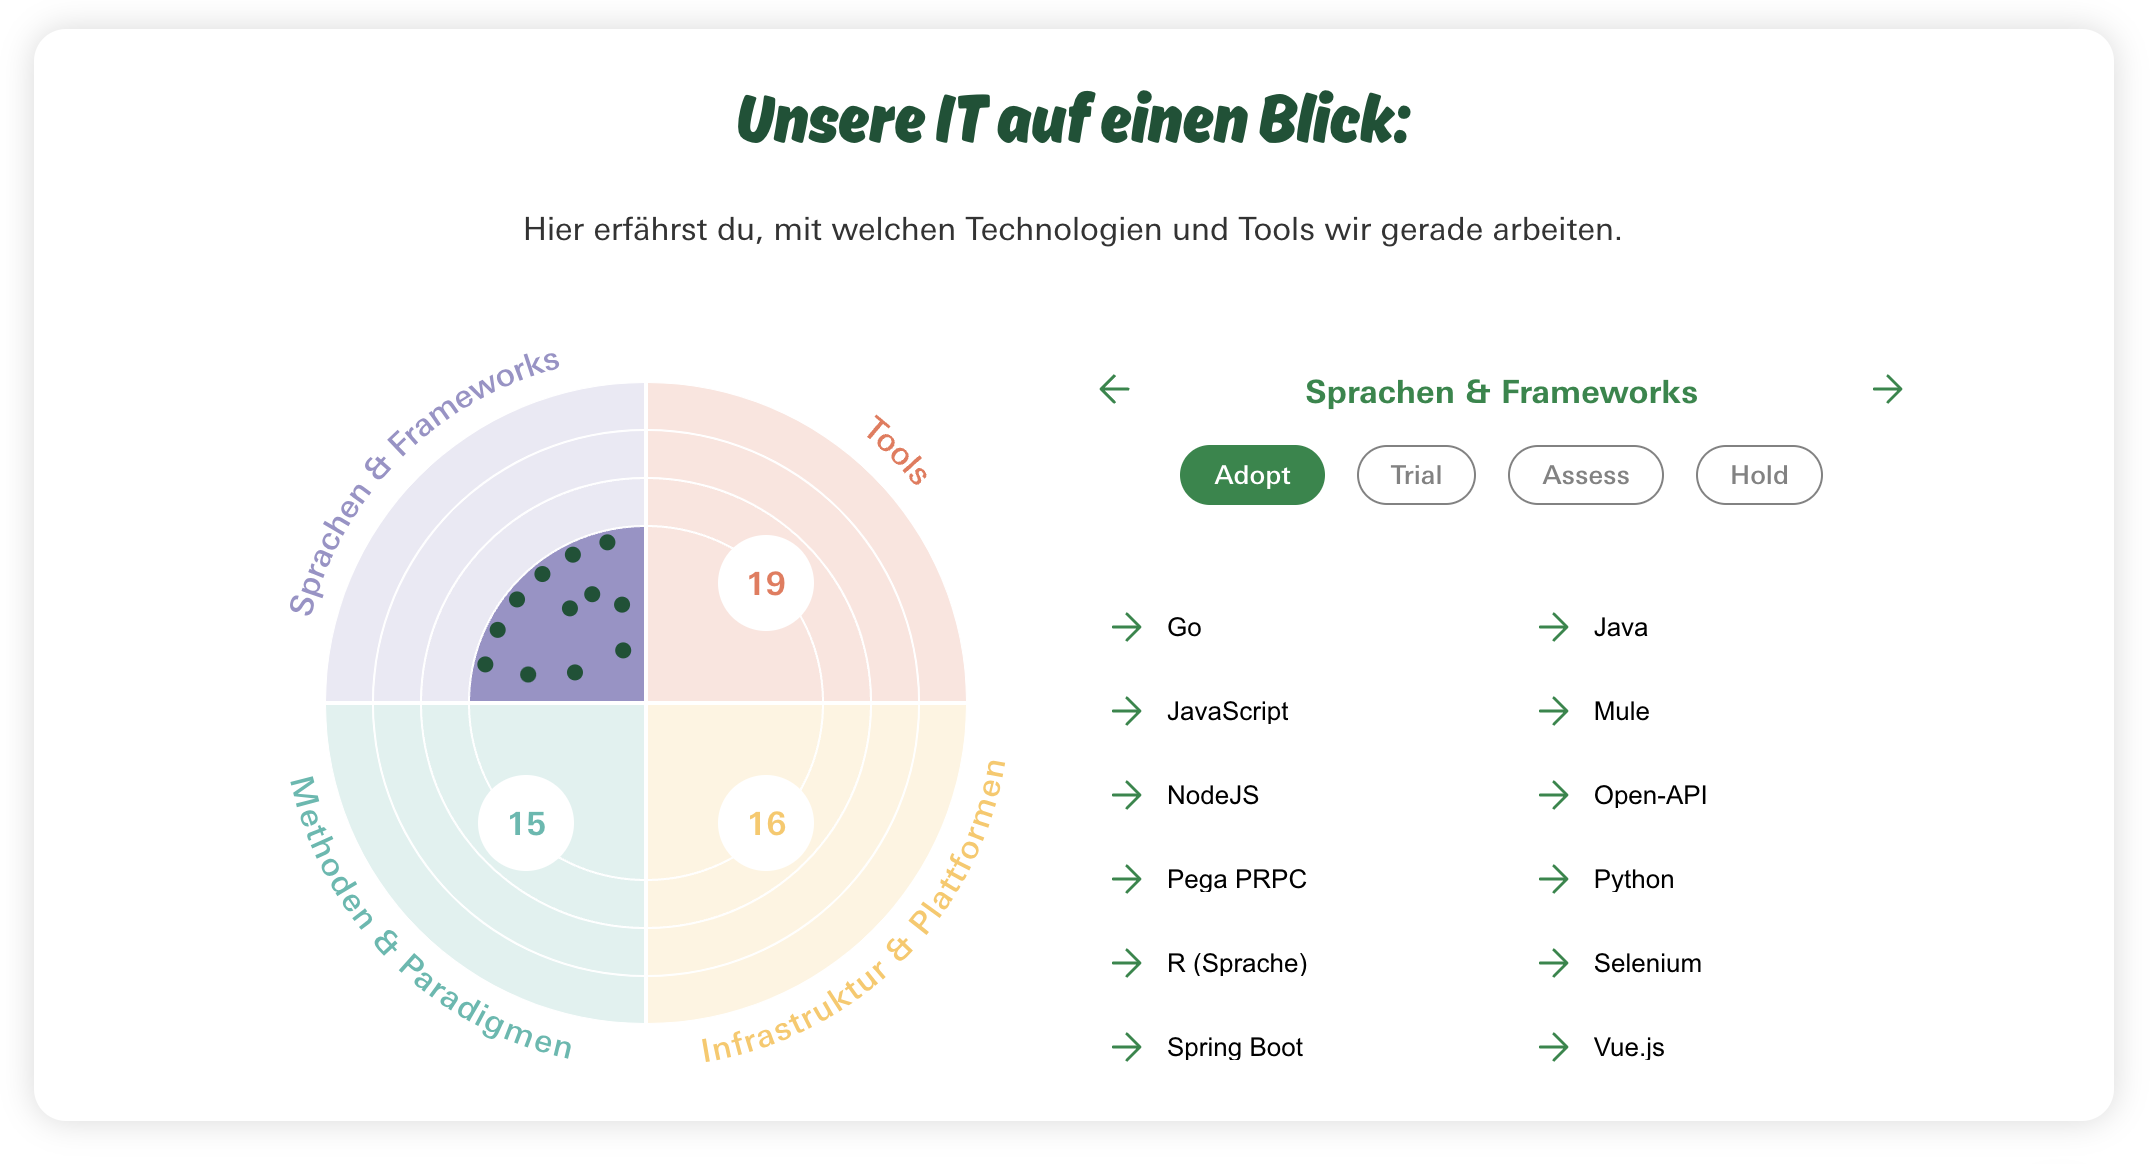 Unsere IT auf einen Blick:
Hier erfährst du, mit welchen Technologien und Tools wir gerade arbeiten.
Sprachen & Frameworks
Tools
19
15
16
Methoden & Paradigmen
Infrastruktur & Plattformen
Sprachen & Frameworks
Adopt Trial Assess Hold
Go Java
JavaScript Mule
NodeJS Open-API
Pega PRPC Python
R (Sprache) Selenium
Spring Boot Vue.js